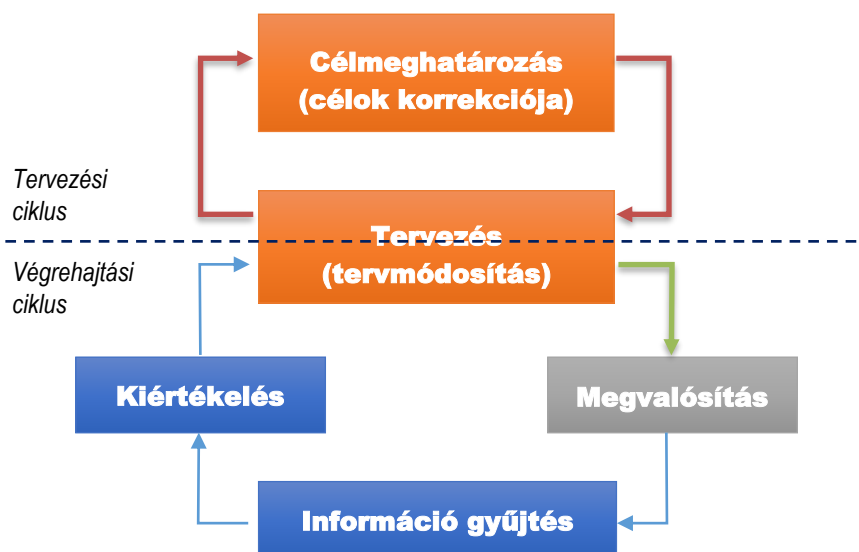 Célmeghatározás
(célok korrekciója)
Tervezési
ciklus
Tervezés
(tervmódosítás)
Végrehajtási
ciklus
Kiértékelés
Megvalósítás
Információ gyűjtés